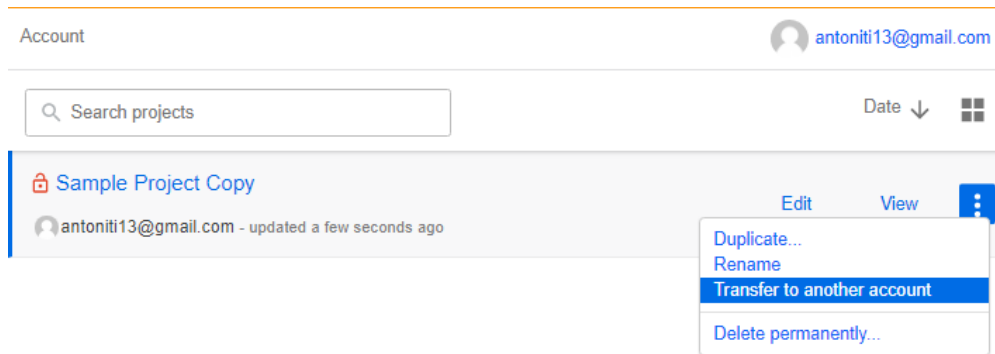 Account
antoniti13@gmail.com
Search projects
Date
Sample Project Copy
Edit
View
antoniti13@gmail.com - updated a few seconds ago
Duplicate...
Rename
Transfer to another account
Delete permanently...